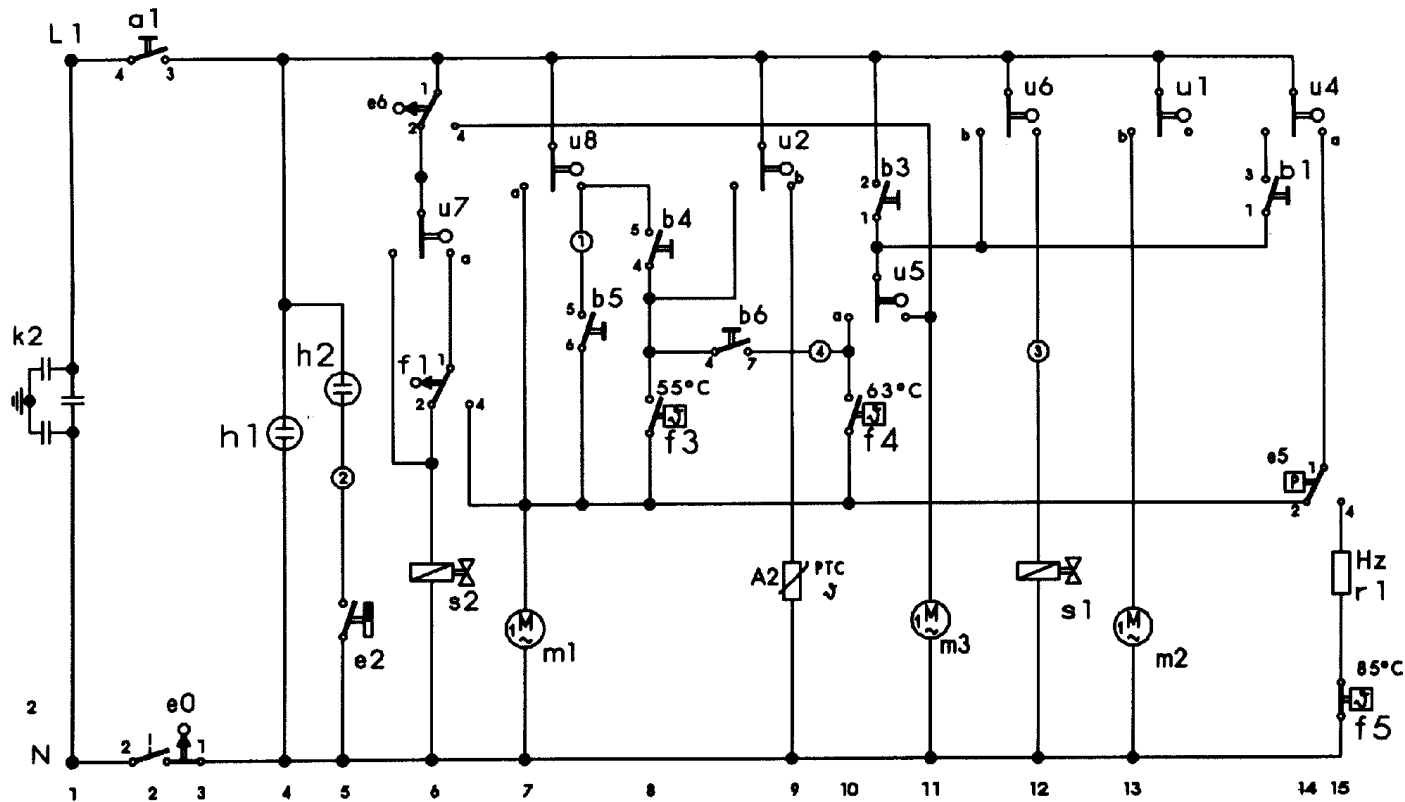 L1
a1
4 3
1
e6
2 4
u8
u2
u6
u1
u4
a
b
b3
2
1
b
b
a
b1
3
1
u7
a
b4
5
4
1
u5
a
b5
5
6
b6
4 7
4
3
k2
h2
h1
2
f1
1
2 4
55°C
ϑ
f3
63°C
ϑ
f4
e5
P
1
2 4
s2
A2 PTC
ϑ
s1
Hz
r1
e2
1 M
~
m1
1 M
~
m3
1 M
~
m2
85°C
ϑ
f5
e0
2
N
2 1
1 2 3 4 5 6 7 8 9 10 11 12 13 14 15